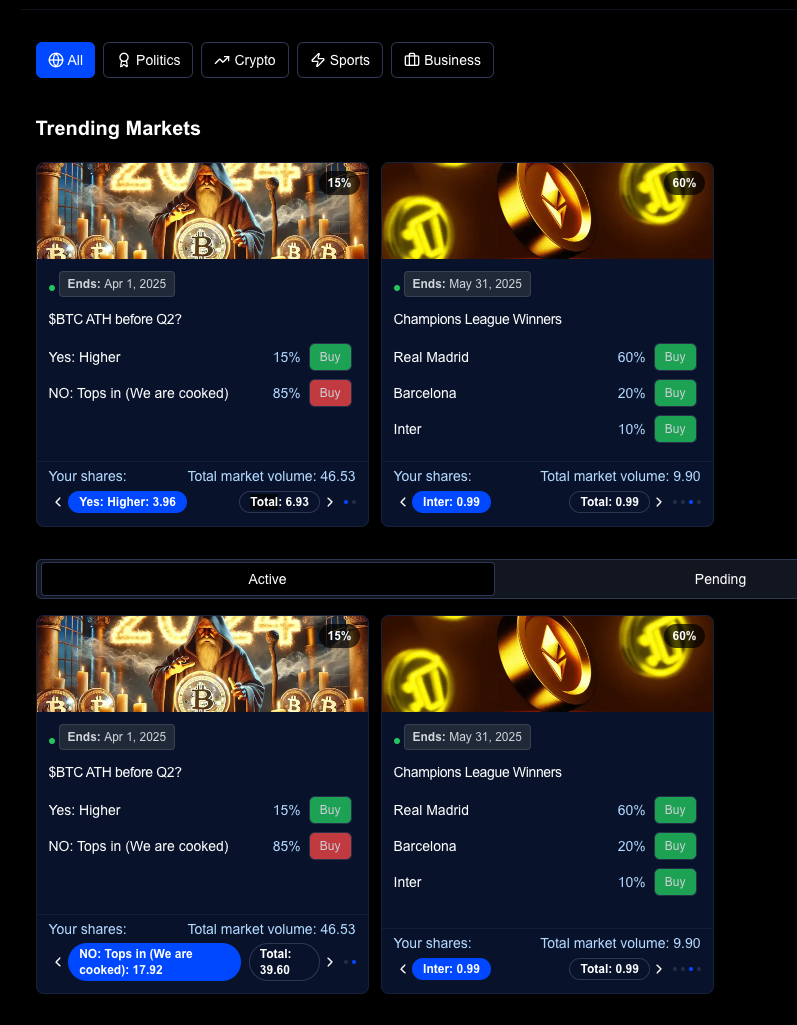 All Politics Crypto Sports Business
Trending Markets
2024 15%
60%
Ends: Apr 1, 2025
$BTC ATH before Q2?
Yes: Higher 15% Buy
NO: Tops in (We are cooked) 85% Buy
Your shares: Total market volume: 46.53
Yes: Higher: 3.96 Total: 6.93
Ends: May 31, 2025
Champions League Winners
Real Madrid 60% Buy
Barcelona 20% Buy
Inter 10% Buy
Your shares: Total market volume: 9.90
Inter: 0.99 Total: 0.99
Active Pending
2024 15%
60%
Ends: Apr 1, 2025
$BTC ATH before Q2?
Yes: Higher 15% Buy
NO: Tops in (We are cooked) 85% Buy
Your shares: Total market volume: 46.53
NO: Tops in (We are Total:
cooked): 17.92 39.60
Ends: May 31, 2025
Champions League Winners
Real Madrid 60% Buy
Barcelona 20% Buy
Inter 10% Buy
Your shares: Total market volume: 9.90
Inter: 0.99 Total: 0.99